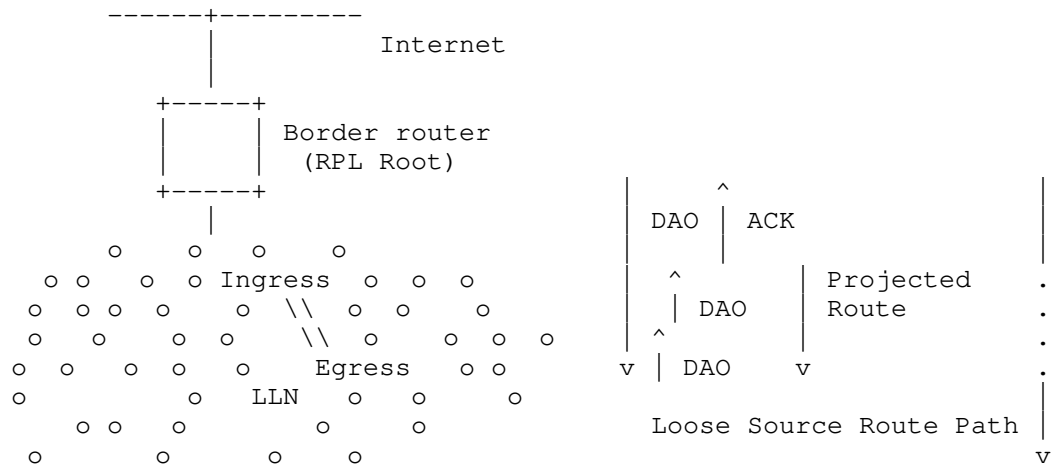 Internet
Border router
(RPL Root)
DAO ACK
Ingress Projected
DAO Route
Egress DAO
LLN
Loose Source Route Path